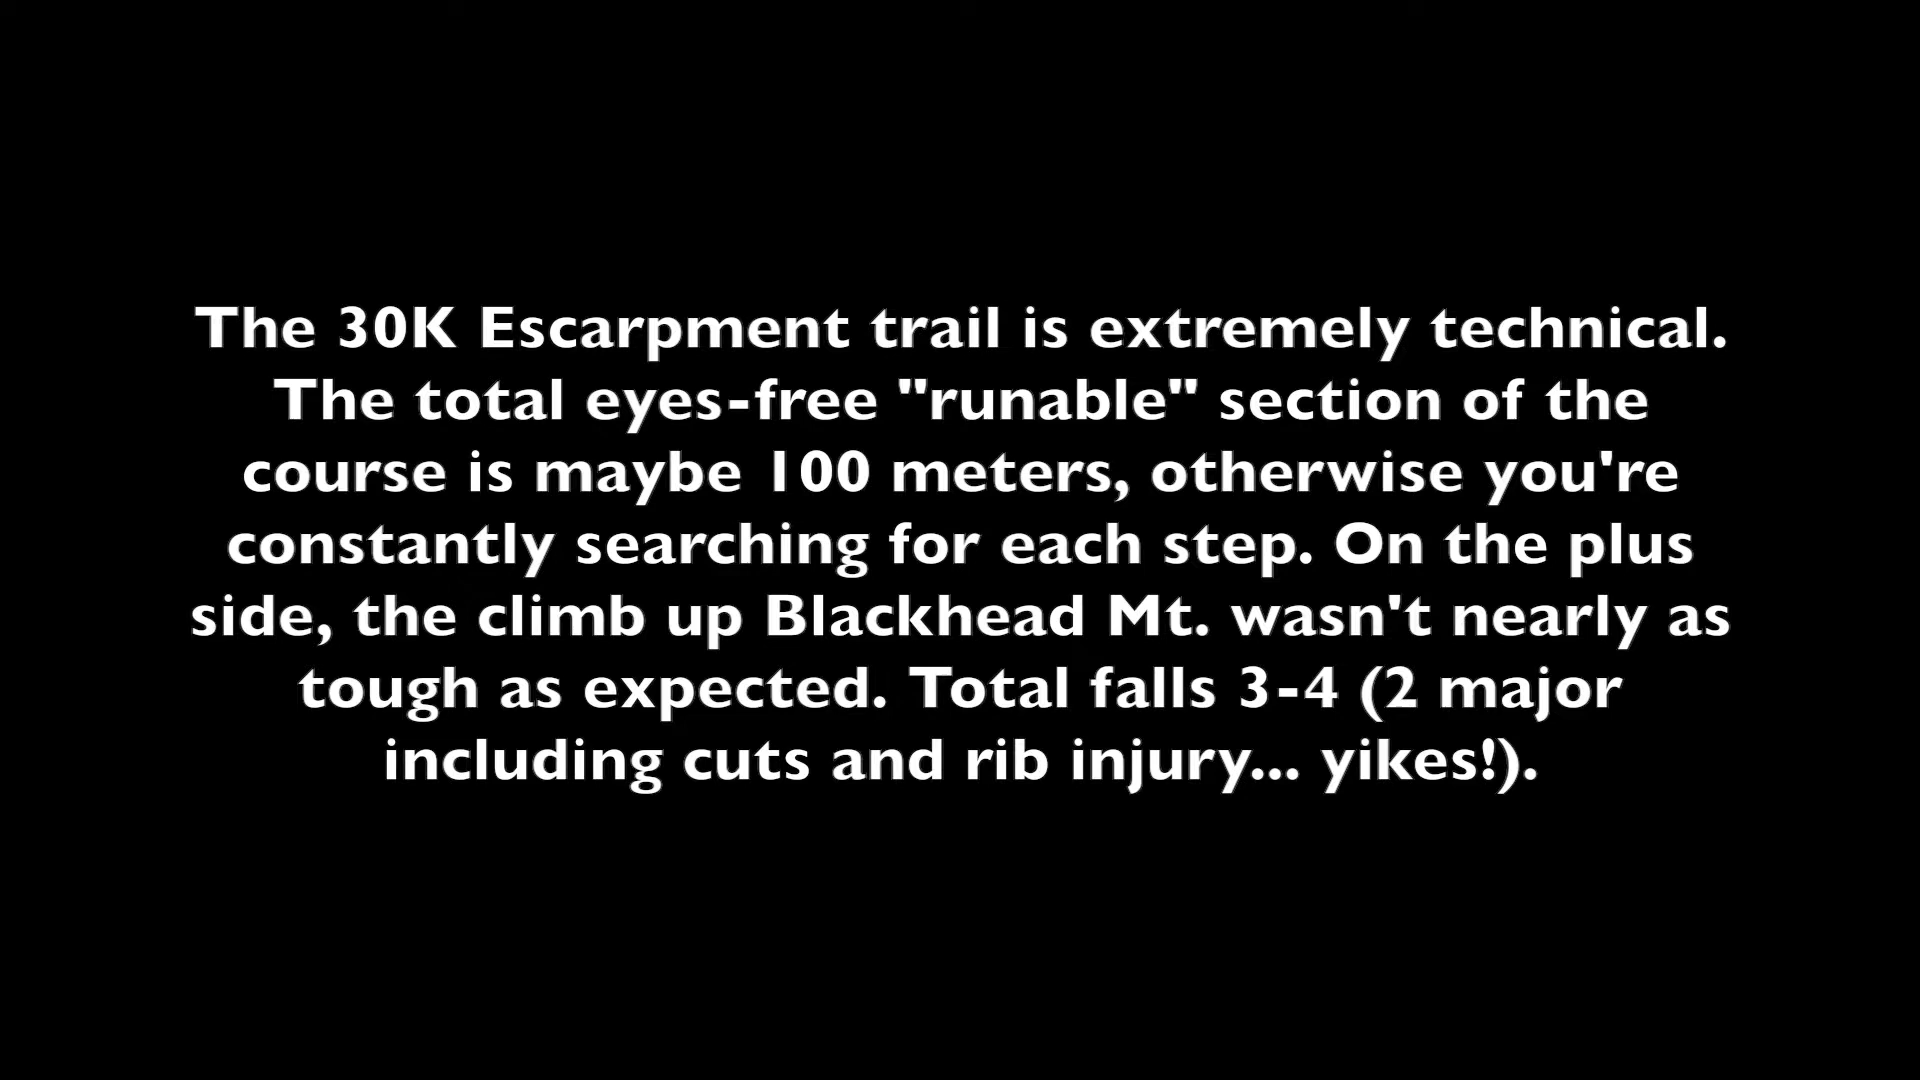 The 30K Escarpment trail is extremely technical.
The total eyes-free "runable" section of the
course is maybe 100 meters, otherwise you're
constantly searching for each step. On the plus
side, the climb up Blackhead Mt. wasn't nearly as
tough as expected. Total falls 3-4 (2 major
including cuts and rib injury... yikes!).